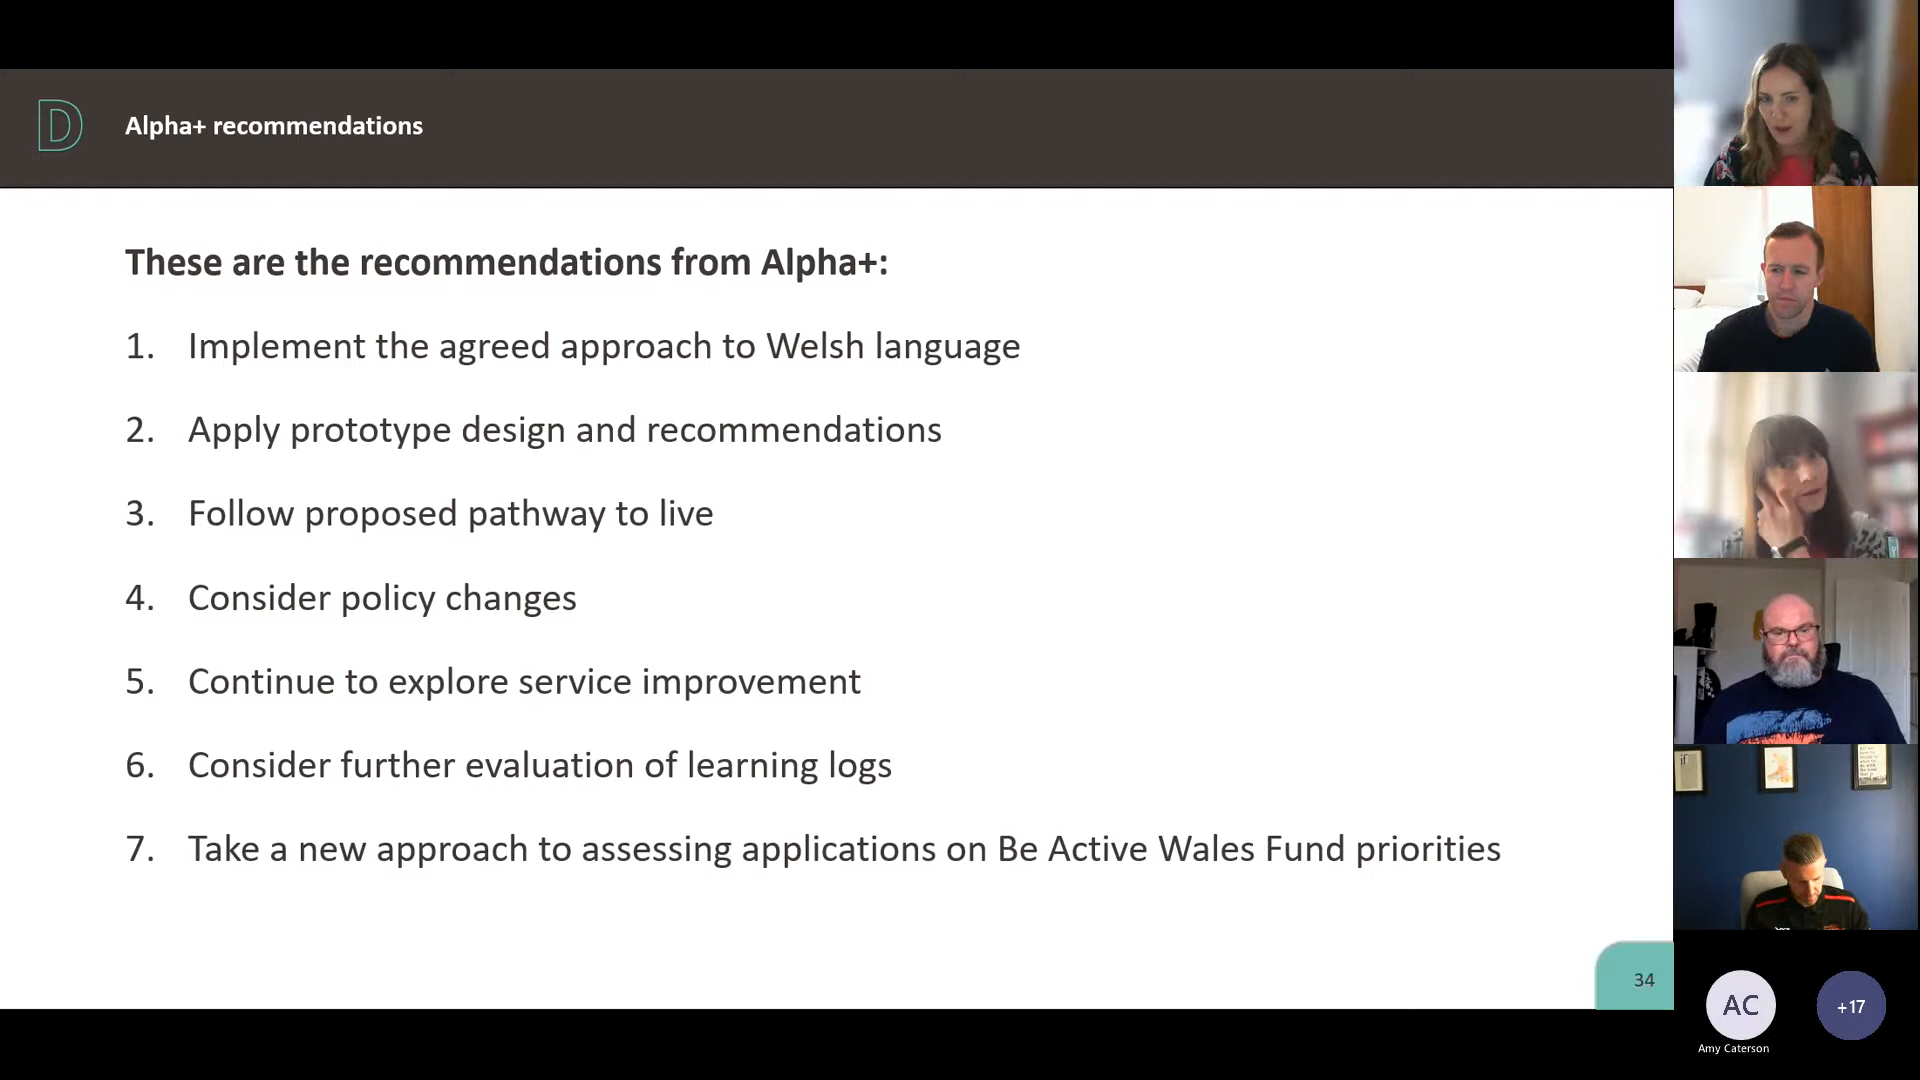 D
Alpha+ recommendations
These are the recommendations from Alpha+:
1. Implement the agreed approach to Welsh language
2. Apply prototype design and recommendations
3. Follow proposed pathway to live
4. Consider policy changes
5. Continue to explore service improvement
6. Consider further evaluation of learning logs
7. Take a new approach to assessing applications on Be Active Wales Fund priorities
34
if
AC
+17
Amy Caterson